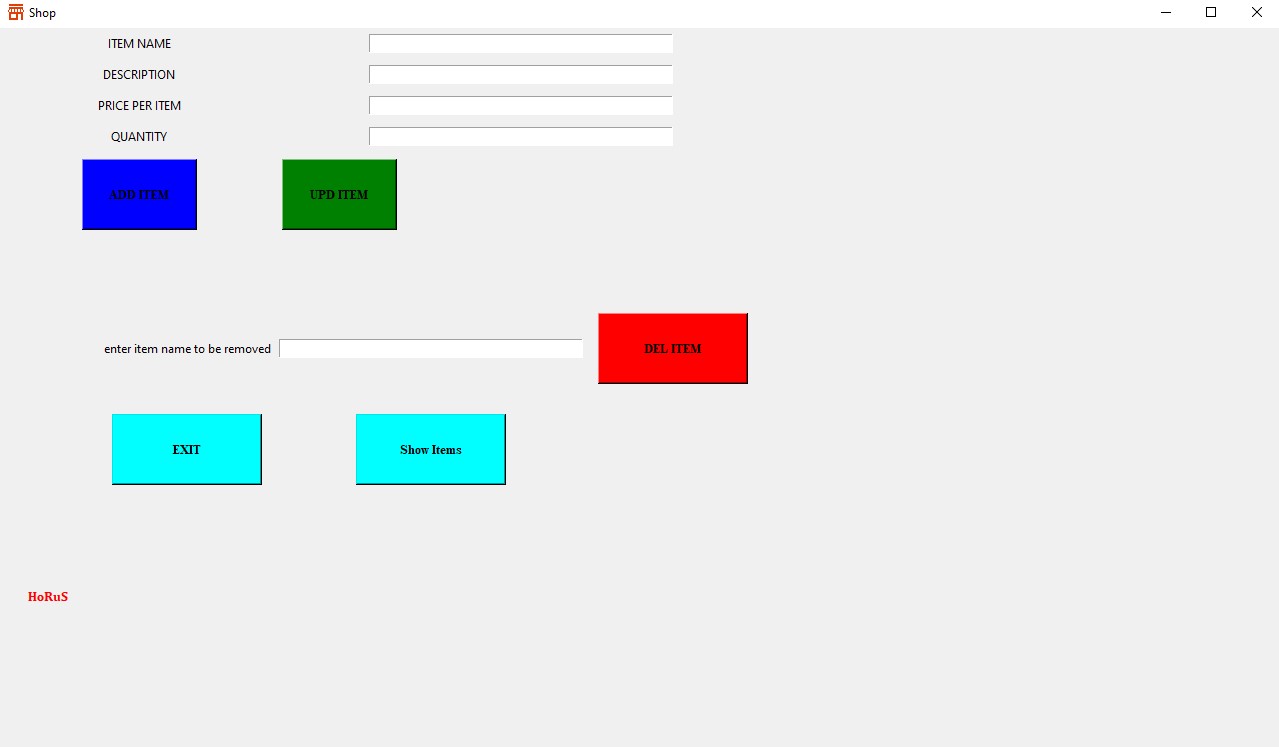 Shop
ITEM NAME
DESCRIPTION
PRICE PER ITEM
QUANTITY
ADD ITEM UPD ITEM
enter item name to be removed DEL ITEM
EXIT Show Items
HoRuS